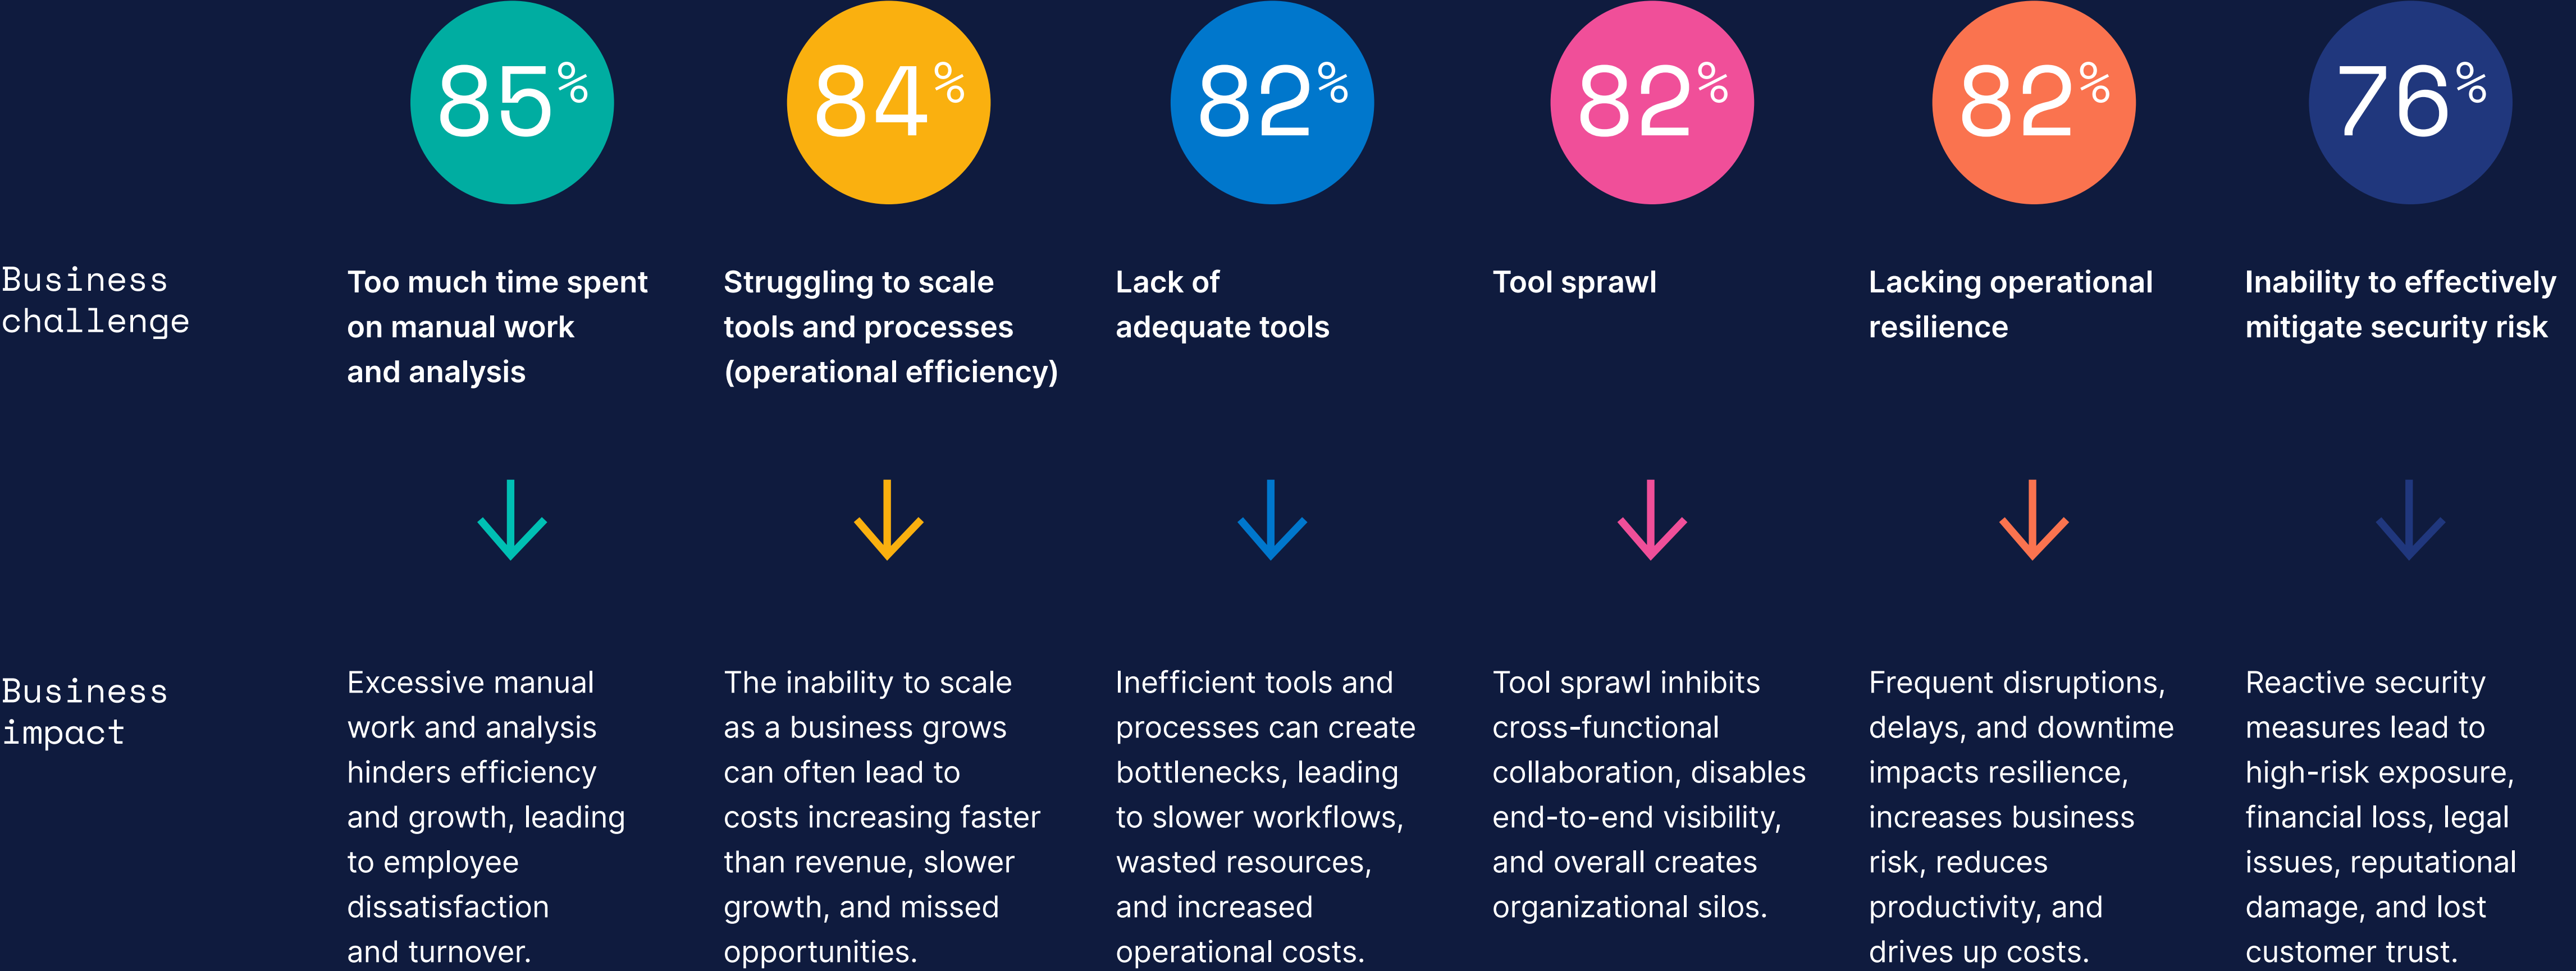 85%
84%
82%
82%
82%
76%
Business
challenge
Too much time spent
on manual work
and analysis
Struggling to scale
tools and processes
(operational efficiency)
Lack of
adequate tools
Tool sprawl
Lacking operational
resilience
Inability to effectively
mitigate security risk
Business
impact
Excessive manual
work and analysis
hinders efficiency
and growth, leading
to employee
dissatisfaction
and turnover.
The inability to scale
as a business grows
can often lead to
costs increasing faster
than revenue, slower
growth, and missed
opportunities.
Inefficient tools and
processes can create
bottlenecks, leading
to slower workflows,
wasted resources,
and increased
operational costs.
Tool sprawl inhibits
cross-functional
collaboration, disables
end-to-end visibility,
and overall creates
organizational silos.
Frequent disruptions,
delays, and downtime
impacts resilience,
increases business
risk, reduces
productivity, and
drives up costs.
Reactive security
measures lead to
high-risk exposure,
financial loss, legal
issues, reputational
damage, and lost
customer trust.